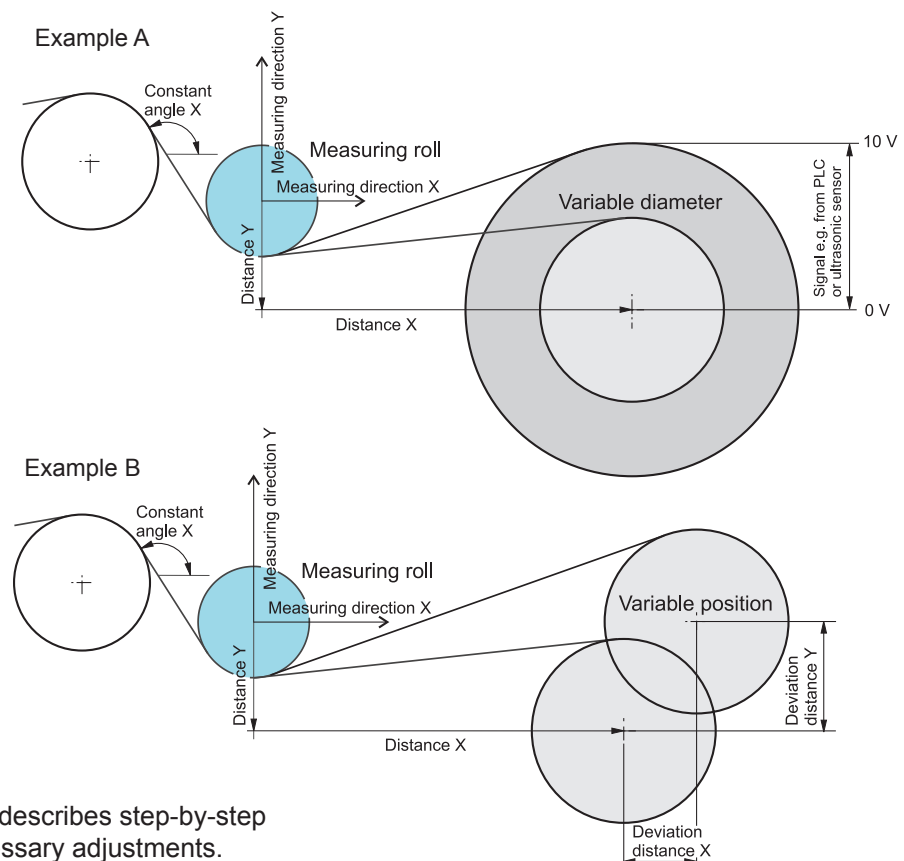 Example A
Constant
angle X
Measuring direction Y
Measuring roll
Measuring direction X
Distance Y
Distance X
Variable diameter
10 V
Signal e.g. from PLC
or ultrasonic sensor
0 V
Example B
Constant
angle X
Measuring direction Y
Measuring roll
Measuring direction X
Distance Y
Distance X
Variable position
Deviation
distance Y
Deviation
distance X
describes step-by-step
ssary adjustments.